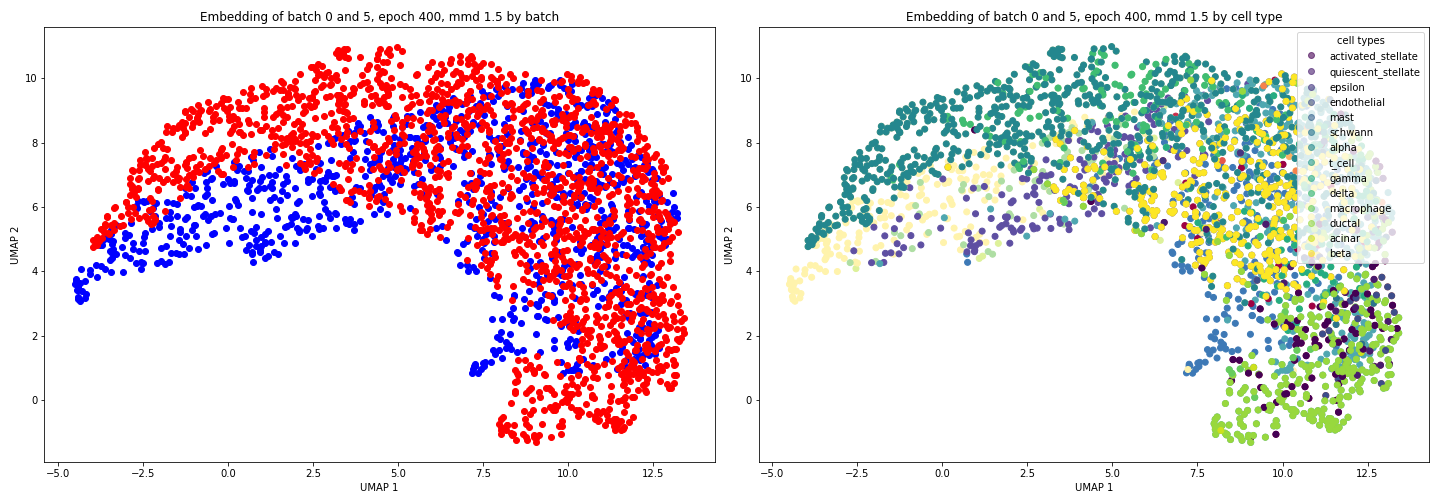 Embedding of batch 0 and 5, epoch 400, mmd 1.5 by batch
UMAP 2
10
8
6
4
2
0
−5.0 −2.5 0.0 2.5 5.0 7.5 10.0 12.5
UMAP 1
Embedding of batch 0 and 5, epoch 400, mmd 1.5 by cell type
UMAP 2
10
8
6
4
2
0
−5.0 −2.5 0.0 2.5 5.0 7.5 10.0 12.5
UMAP 1
cell types
activated_stellate
quiescent_stellate
epsilon
endothelial
mast
schwann
alpha
t_cell
gamma
delta
macrophage
ductal
acinar
beta